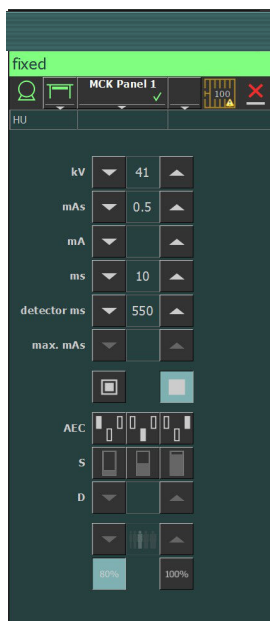 fixed
MCK Panel 1
100
HU
kV 41
mAs 0.5
mA
ms 10
detector ms 550
max. mAs
AEC
S
D
80% 100%